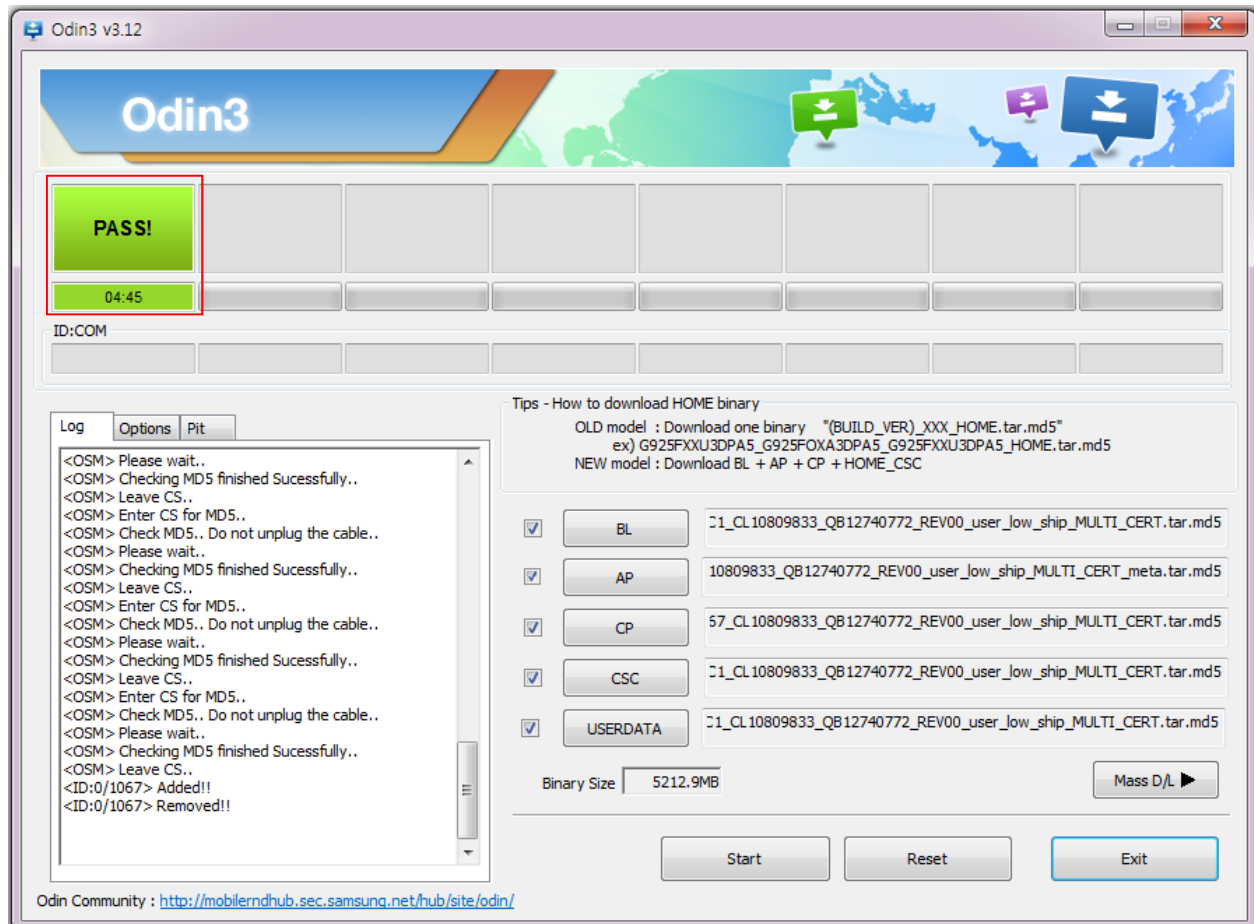 Odin3 v3.12
Odin3
PASS!
04:45
ID:COM
Log
Options
Pit
<OSM> Please wait..
<OSM> Checking MD5 finished Sucessfully..
<OSM> Leave CS..
<OSM> Enter CS for MD5..
<OSM> Check MD5.. Do not unplug the cable..
<OSM> Please wait..
<OSM> Checking MD5 finished Sucessfully..
<OSM> Leave CS..
<OSM> Enter CS for MD5..
<OSM> Check MD5.. Do not unplug the cable..
<OSM> Please wait..
<OSM> Checking MD5 finished Sucessfully..
<OSM> Leave CS..
<OSM> Enter CS for MD5..
<OSM> Check MD5.. Do not unplug the cable..
<OSM> Please wait..
<OSM> Checking MD5 finished Sucessfully..
<OSM> Leave CS..
<ID:0/1067> Added!!
<ID:0/1067> Removed!!
Tips - How to download HOME binary
OLD model : Download one binary "(BUILD_VER)_XXX_HOME.tar.md5"
ex) G925FXXU3DPA5_G925FOXA3DPA5_G925FXXU3DPA5_HOME.tar.md5
NEW model : Download BL + AP + CP + HOME_CSC
BL C1_CL10809833_QB12740772_REV00_user_low_ship_MULTI_CERT.tar.md5
AP 10809833_QB12740772_REV00_user_low_ship_MULTI_CERT_meta.tar.md5
CP 57_CL10809833_QB12740772_REV00_user_low_ship_MULTI_CERT.tar.md5
CSC C1_CL10809833_QB12740772_REV00_user_low_ship_MULTI_CERT.tar.md5
USERDATA C1_CL10809833_QB12740772_REV00_user_low_ship_MULTI_CERT.tar.md5
Binary Size 5212.9MB
Mass D/L
Start
Reset
Exit
Odin Community : http://mobilerndhub.sec.samsung.net/hub/site/odin/